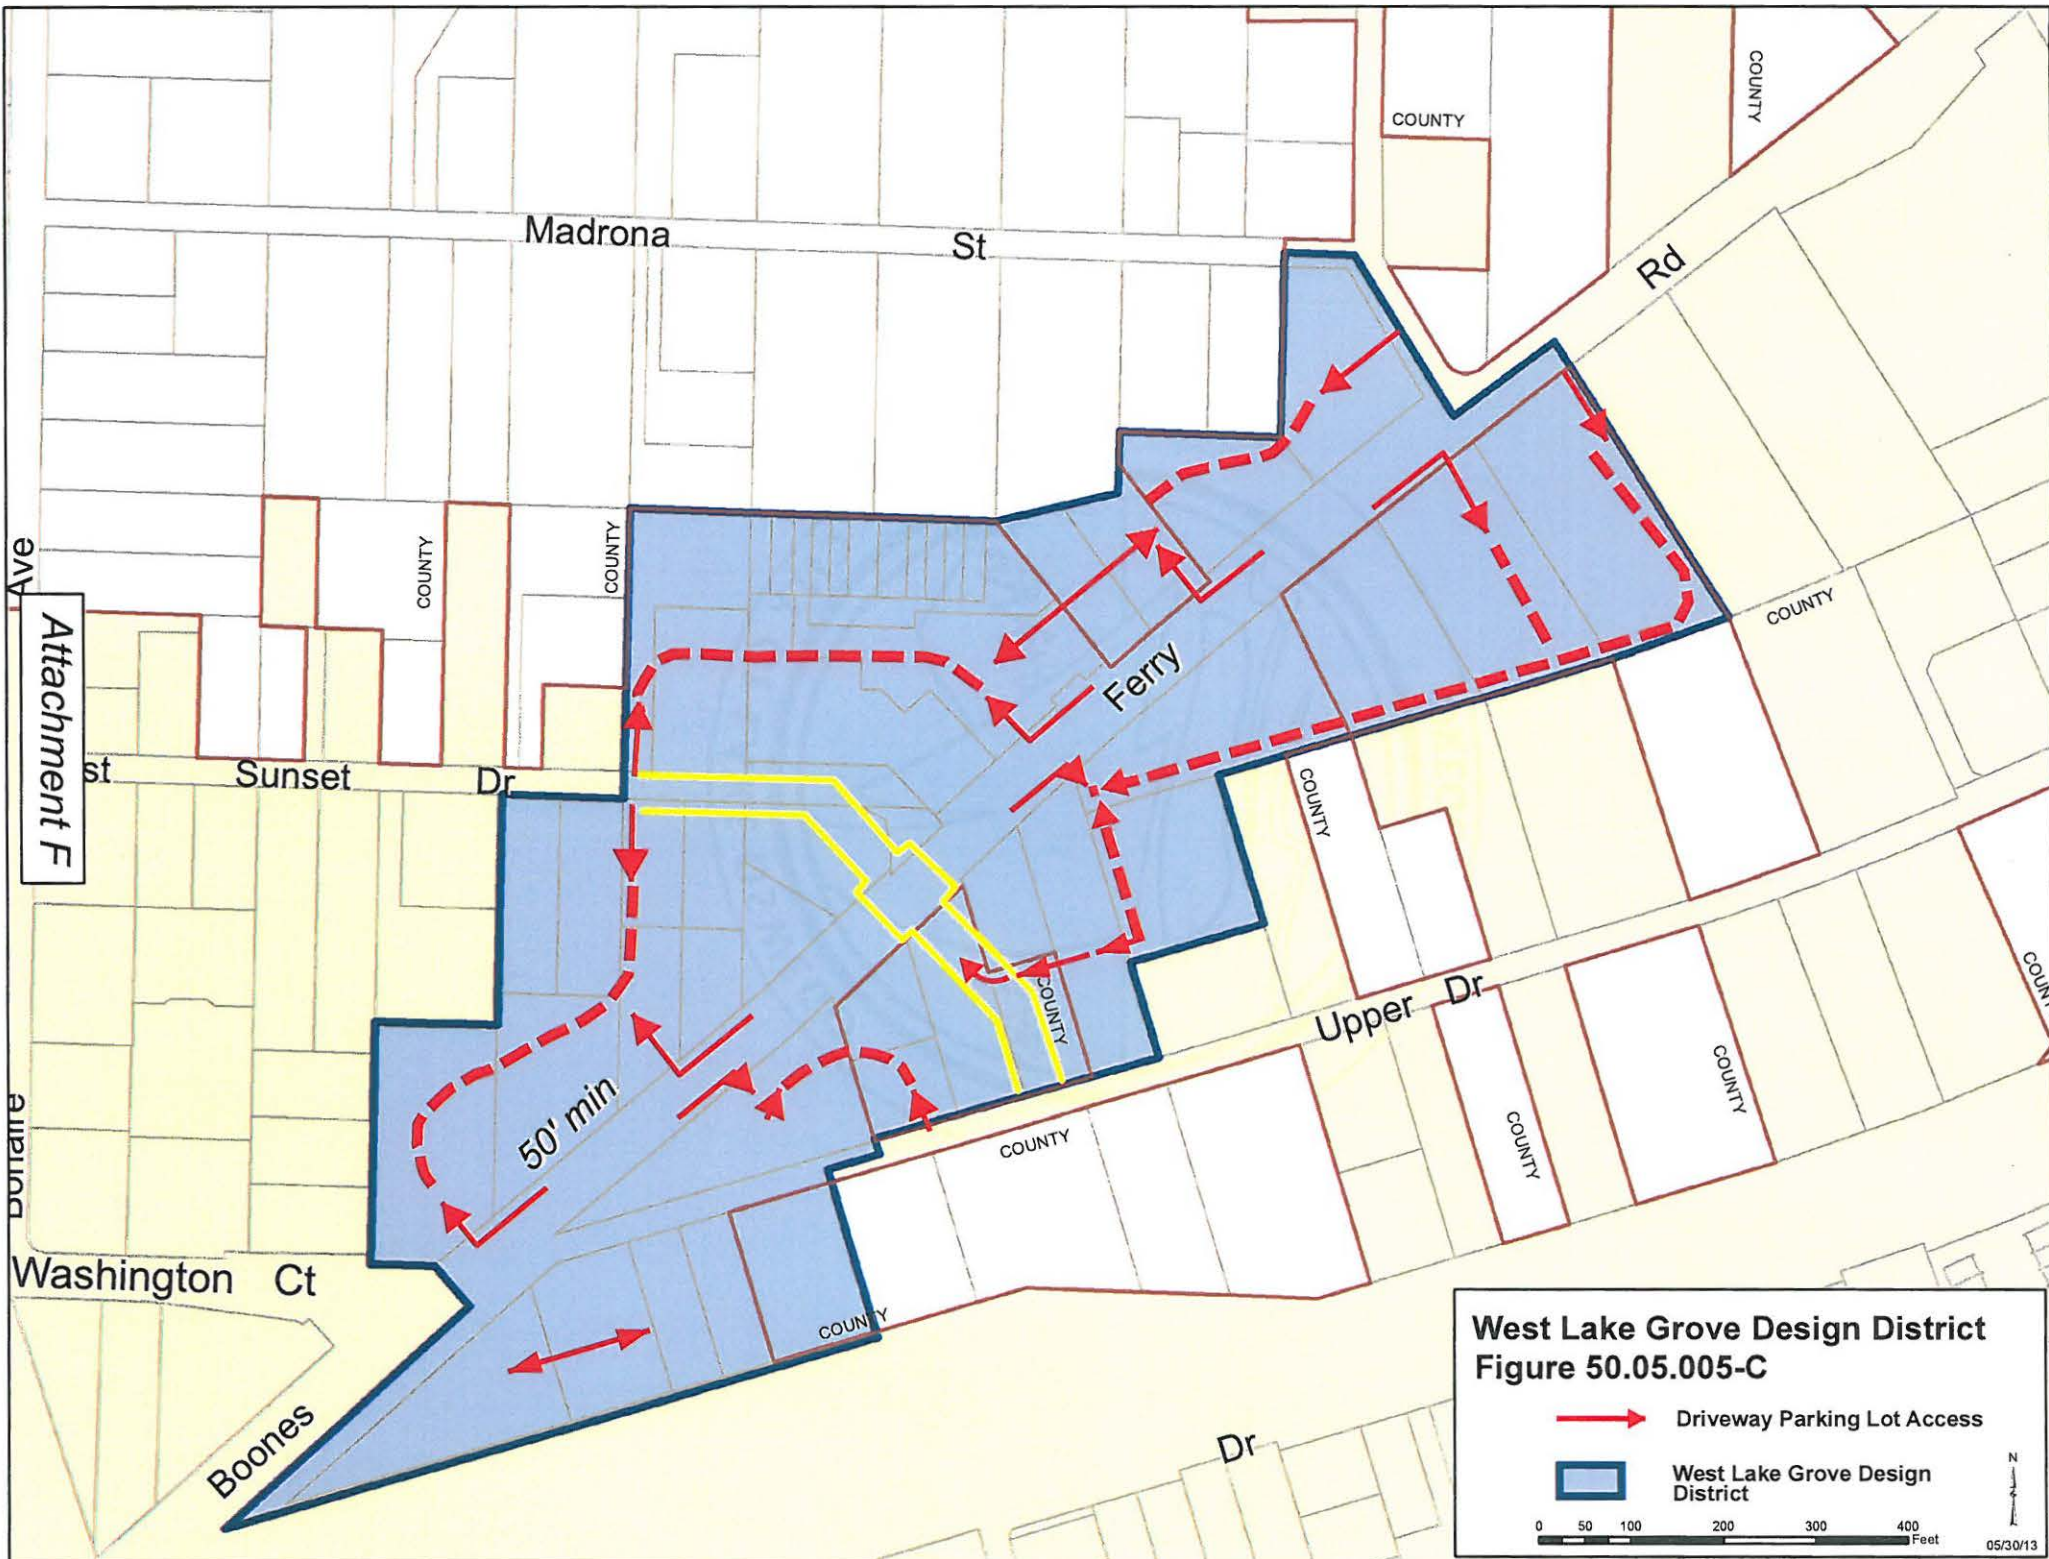 COUNTY
COUNTY
Madrona St
Rd
Ave
COUNTY
COUNTY
COUNTY
Attachment F
Ferry
st Sunset Dr
COUNTY
COUNTY
COUNTY
Upper Dr
50' min
COUNTY
COUNTY
COUNTY
Washington Ct
COUNTY
Boones
Dr
West Lake Grove Design District
Figure 50.05.005-C
Driveway Parking Lot Access
West Lake Grove Design
District
N
0 50 100 200 300 400
Feet
05/30/13